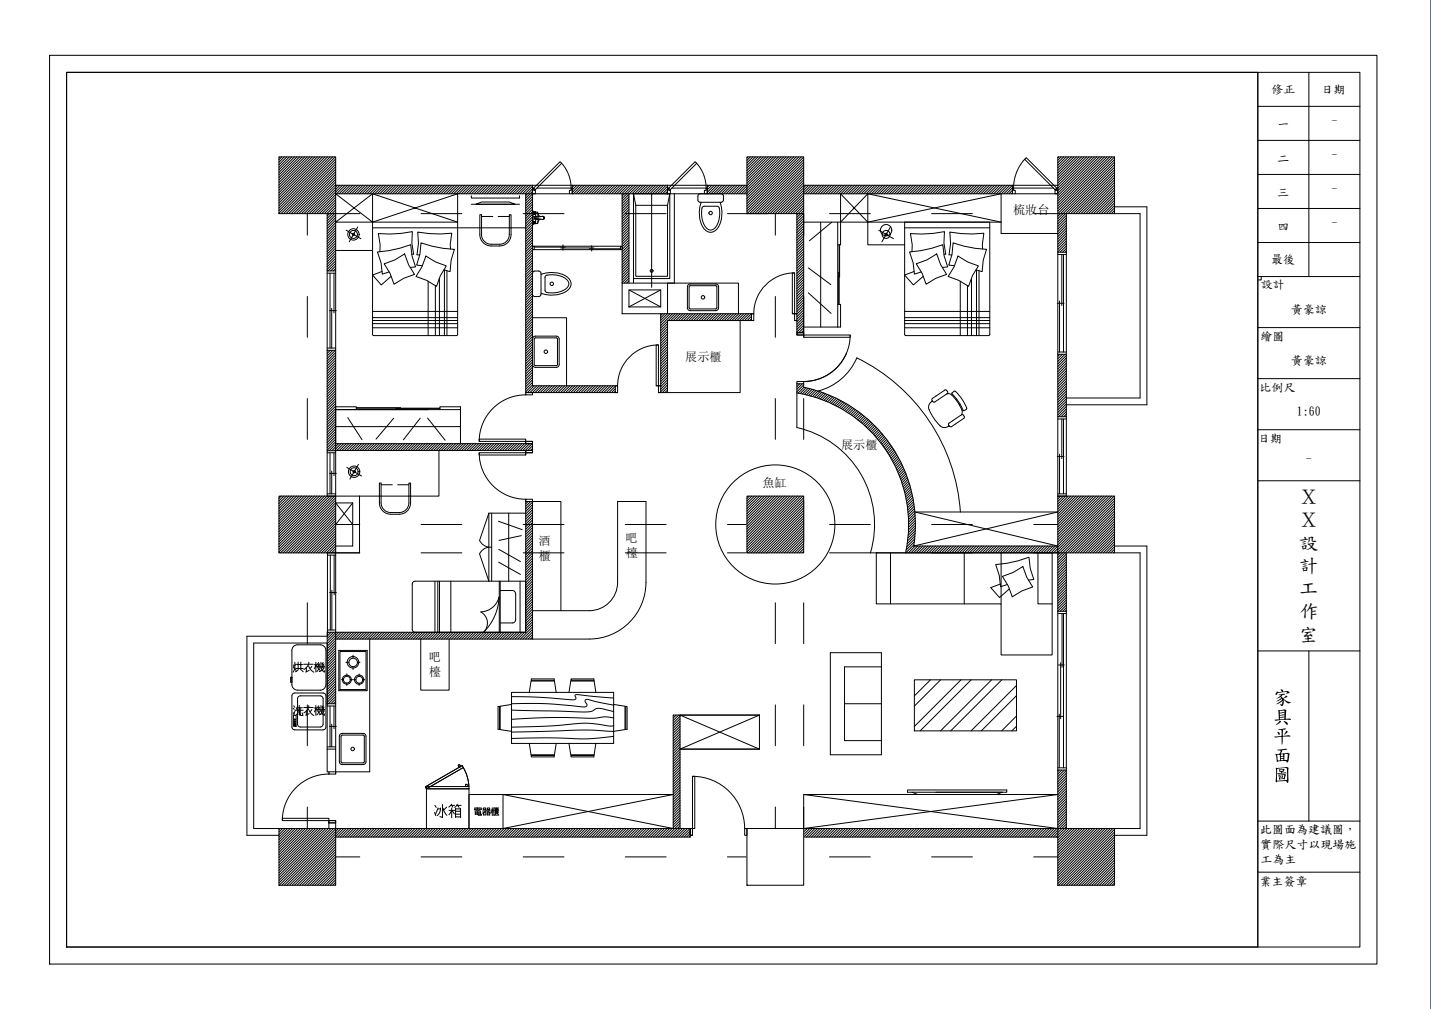 修正 日期
一 -
二 -
三 -
四 -
最後
設計
黃豪諒
繪圖
黃豪諒
比例尺
1:60
日期
-
XX設計工作室
家具平面圖
此圖面為建議圖，
實際尺寸以現場施
工為主
業主簽章
梳妝台
展示櫃
展示櫃
魚缸
酒櫃
吧檯
吧檯
烘衣機
洗衣機
冰箱
電器櫃